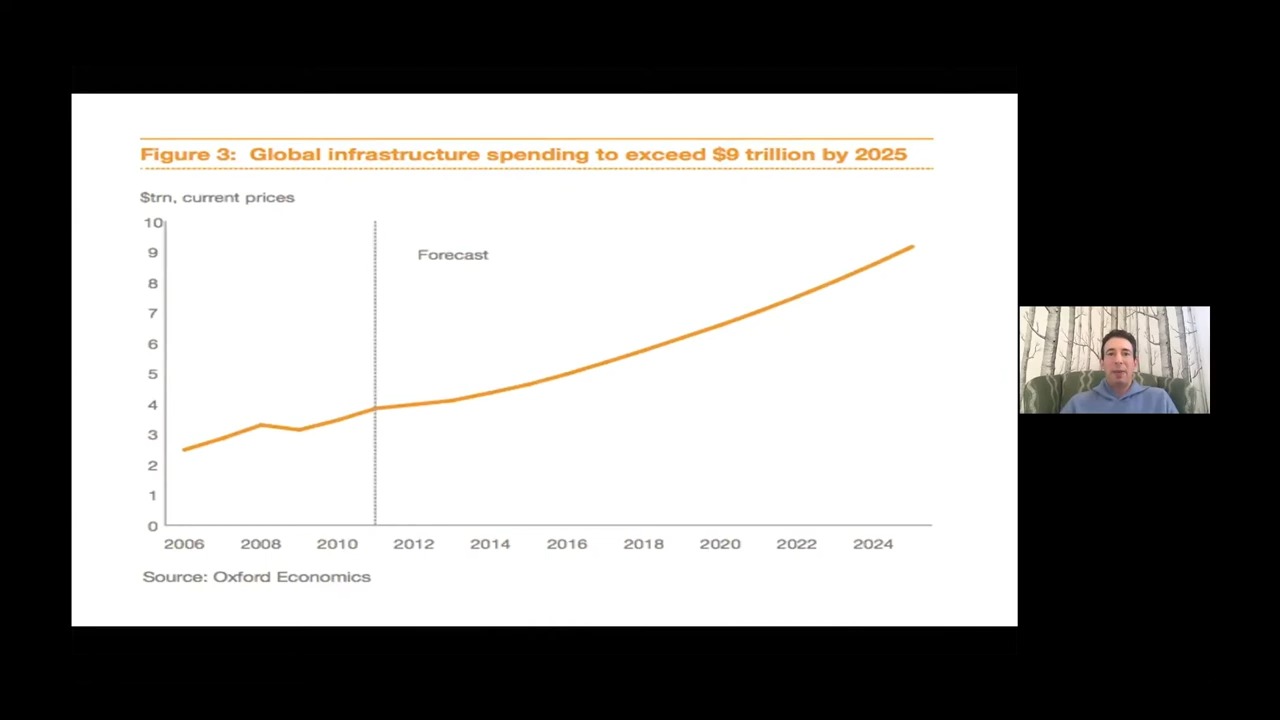 Figure 3: Global infrastructure spending to exceed $9 trillion by 2025
$trn, current prices
10
9
8
7
6
5
4
3
2
1
0
Forecast
2006 2008 2010 2012 2014 2016 2018 2020 2022 2024
Source: Oxford Economics